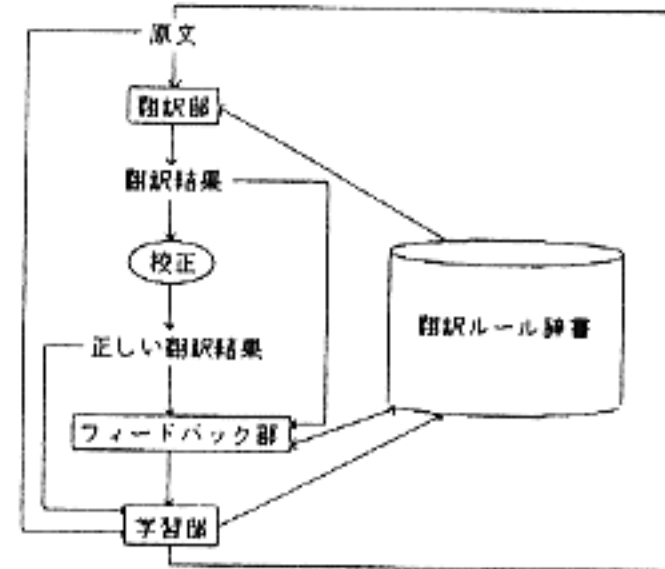 原文
翻訳部
翻訳結果
校正
翻訳ルール辞書
正しい翻訳結果
フィードバック部
学習部